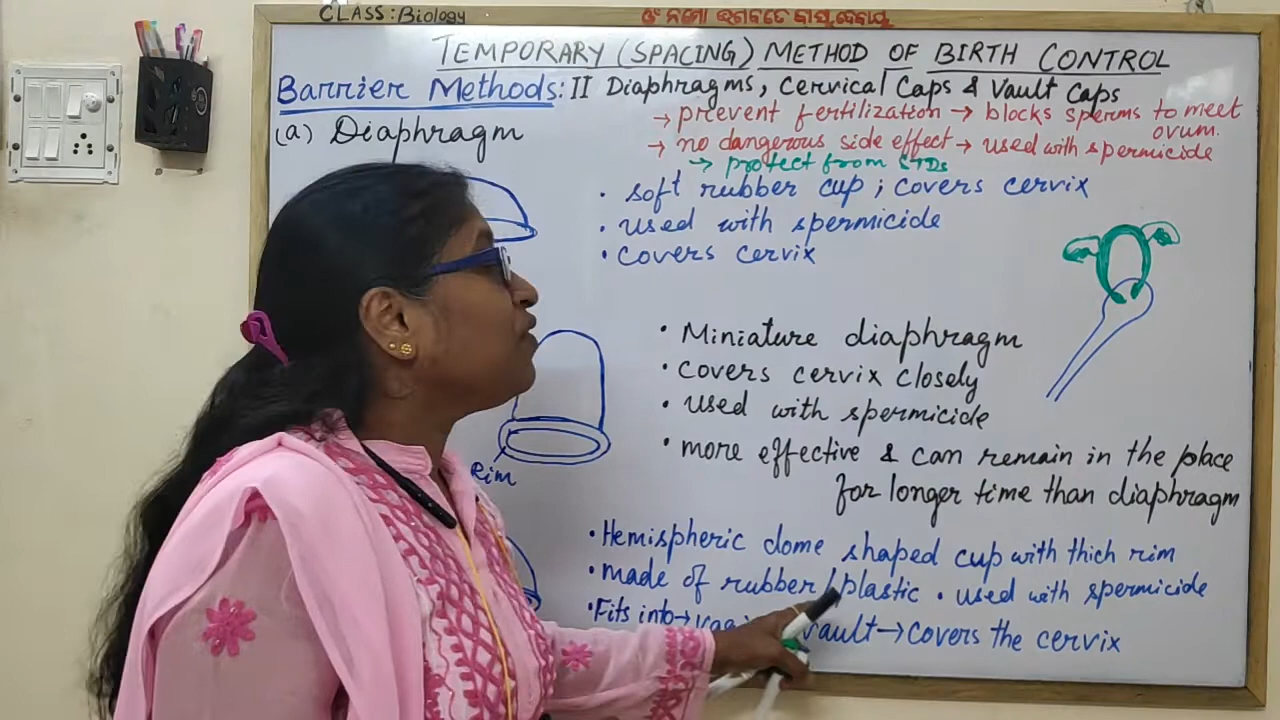 CLASS: Biology
ଓଁ ନମୋ ଭଗବତେ ବାସୁଦେବାୟ
TEMPORARY (SPACING) METHOD OF BIRTH CONTROL
Barrier Methods: II Diaphragms, Cervical Caps & Vault Caps
→ prevent fertilization → blocks sperms to meet ovum.
(a) Diaphragm
→ no dangerous side effect → used with spermicide
→ protect from STDs
• soft rubber cup ; covers cervix
• used with spermicide
• covers cervix
• Miniature diaphragm
• covers cervix closely
• used with spermicide
• more effective & can remain in the place
for longer time than diaphragm
Rim
• Hemispheric dome shaped cup with thich rim
• made of rubber/plastic • used with spermicide
• Fits into → vault → covers the cervix